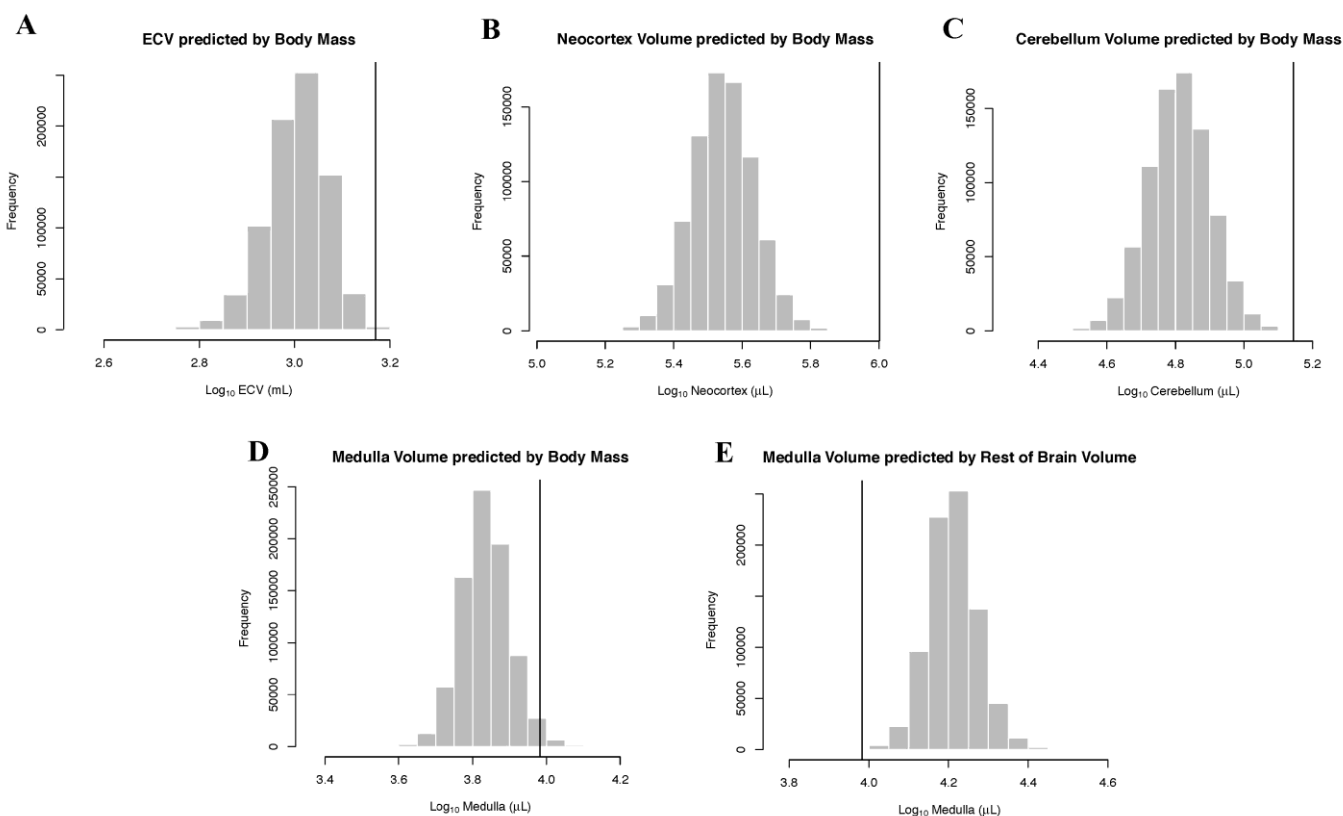 A
ECV predicted by Body Mass
Frequency
0
50000
100000
200000
2.6
2.8
3.0
3.2
Log₁₀ ECV (mL)
B
Neocortex Volume predicted by Body Mass
Frequency
0
50000
100000
150000
5.0
5.2
5.4
5.6
5.8
6.0
Log₁₀ Neocortex (μL)
C
Cerebellum Volume predicted by Body Mass
Frequency
0
50000
100000
150000
4.4
4.6
4.8
5.0
5.2
Log₁₀ Cerebellum (μL)
D
Medulla Volume predicted by Body Mass
Frequency
0
50000
100000
150000
200000
250000
3.4
3.6
3.8
4.0
4.2
Log₁₀ Medulla (μL)
E
Medulla Volume predicted by Rest of Brain Volume
Frequency
0
50000
100000
200000
3.8
4.0
4.2
4.4
4.6
Log₁₀ Medulla (μL)